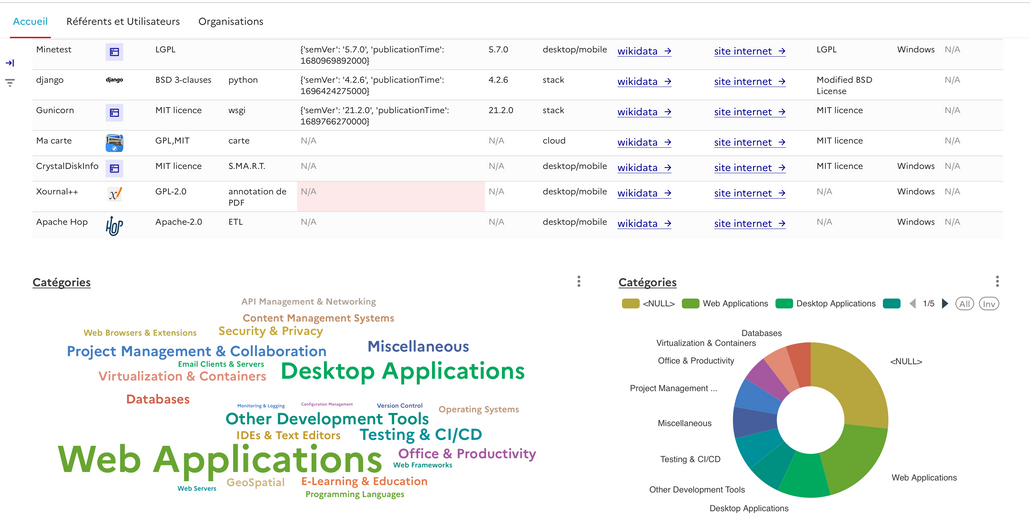 Accueil Référents et Utilisateurs Organisations
Minetest LGPL {'semVer': '5.7.0', 'publicationTime': 5.7.0 desktop/mobile wikidata → site internet → LGPL Windows N/A
1680969892000}
django django BSD 3-clauses python {'semVer': '4.2.6', 'publicationTime': 4.2.6 stack wikidata → site internet → Modified BSD N/A
1696424275000} License
Gunicorn MIT licence wsgi {'semVer': '21.2.0', 'publicationTime': 21.2.0 stack wikidata → site internet → MIT licence N/A
1689766270000}
Ma carte GPL,MIT carte N/A N/A cloud wikidata → site internet → MIT licence N/A
CrystalDiskInfo MIT licence S.MA.R.T. N/A N/A desktop/mobile wikidata → site internet → MIT licence Windows N/A
Xournal++ GPL-2.0 annotation de N/A N/A desktop/mobile wikidata → site internet → N/A Windows N/A
PDF
Apache Hop HOP Apache-2.0 ETL N/A N/A desktop/mobile wikidata → site internet → N/A Windows N/A
Catégories
API Management & Networking
Content Management Systems
Web Browsers & Extensions Security & Privacy
Project Management & Collaboration Miscellaneous
Email Clients & Servers
Virtualization & Containers Desktop Applications
Databases
Monitoring & Logging Configuration Management Version Control
Operating Systems
Other Development Tools
IDEs & Text Editors Testing & CI/CD
Web Applications Office & Productivity
Web Frameworks
GeoSpatial E-Learning & Education
Web Servers
Programming Languages
Catégories
<NULL> Web Applications Desktop Applications 1/5 All Inv
Databases
Virtualization & Containers
Office & Productivity <NULL>
Project Management ...
Miscellaneous
Testing & CI/CD
Web Applications
Other Development Tools
Desktop Applications